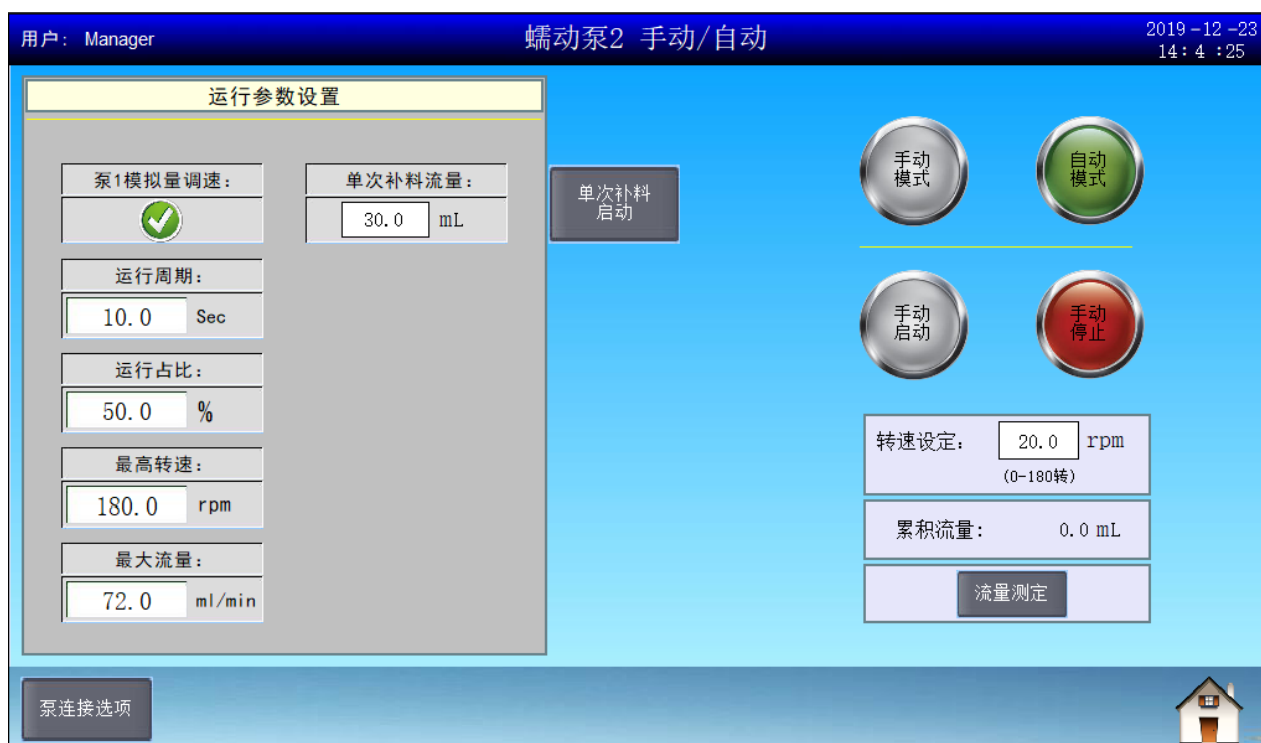 用户: Manager
蠕动泵2 手动/自动
2019-12-23
14: 4 :25
运行参数设置
泵1模拟量调速:
单次补料流量:
30.0 mL
单次补料
启动
运行周期:
10.0 Sec
运行占比:
50.0 %
最高转速:
180.0 rpm
最大流量:
72.0 ml/min
手动
模式
自动
模式
手动
启动
手动
停止
转速设定: 20.0 rpm
(0-180转)
累积流量: 0.0 mL
流量测定
泵连接选项